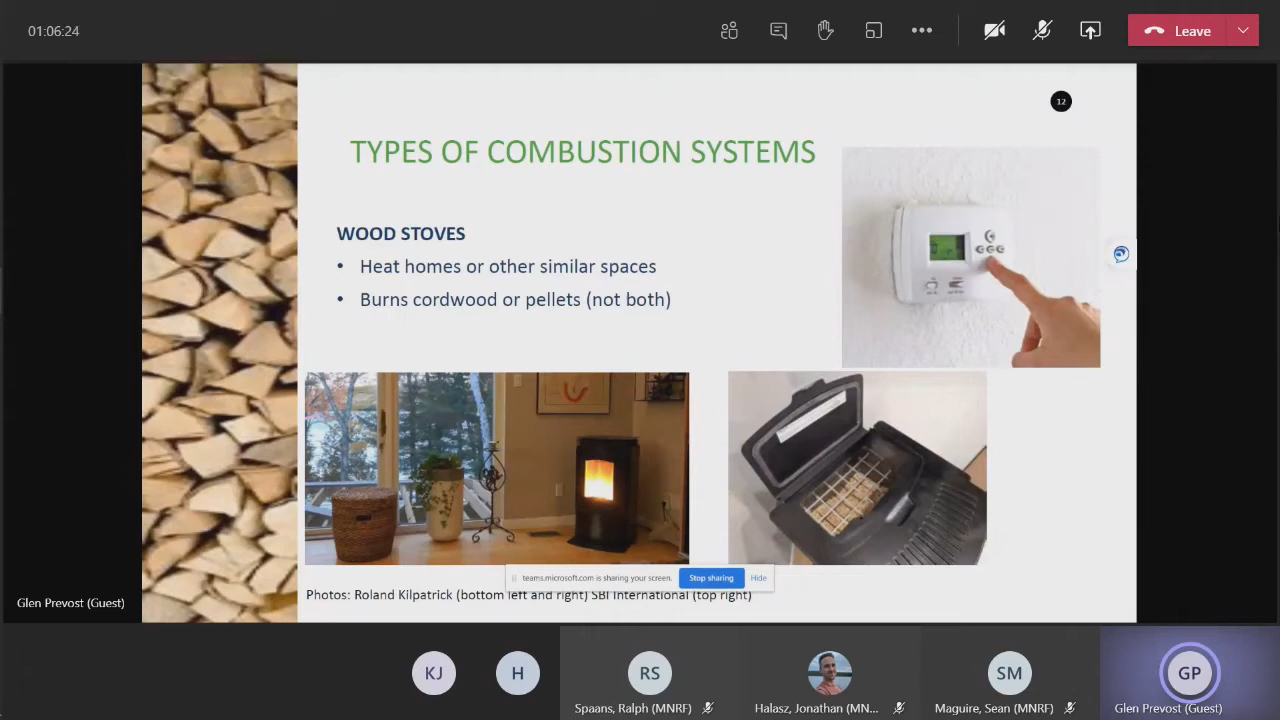 01:06:24
Leave
12
TYPES OF COMBUSTION SYSTEMS
WOOD STOVES
• Heat homes or other similar spaces
• Burns cordwood or pellets (not both)
teams.microsoft.com is sharing your screen.
Stop sharing
Hide
Photos: Roland Kilpatrick (bottom left and right) SBI International (top right)
Glen Prevost (Guest)
KJ
H
RS
SM
GP
Spaans, Ralph (MNRF)
Halasz, Jonathan (MN...
Maguire, Sean (MNRF)
Glen Prevost (Guest)